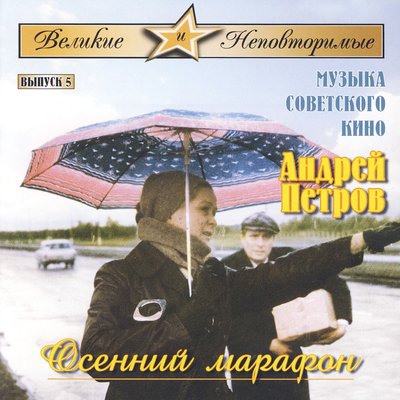 Великие и Неповторимые
ВЫПУСК 5
МУЗЫКА
СОВЕТСКОГО
КИНО
Андрей
Петров
Осенний марафон